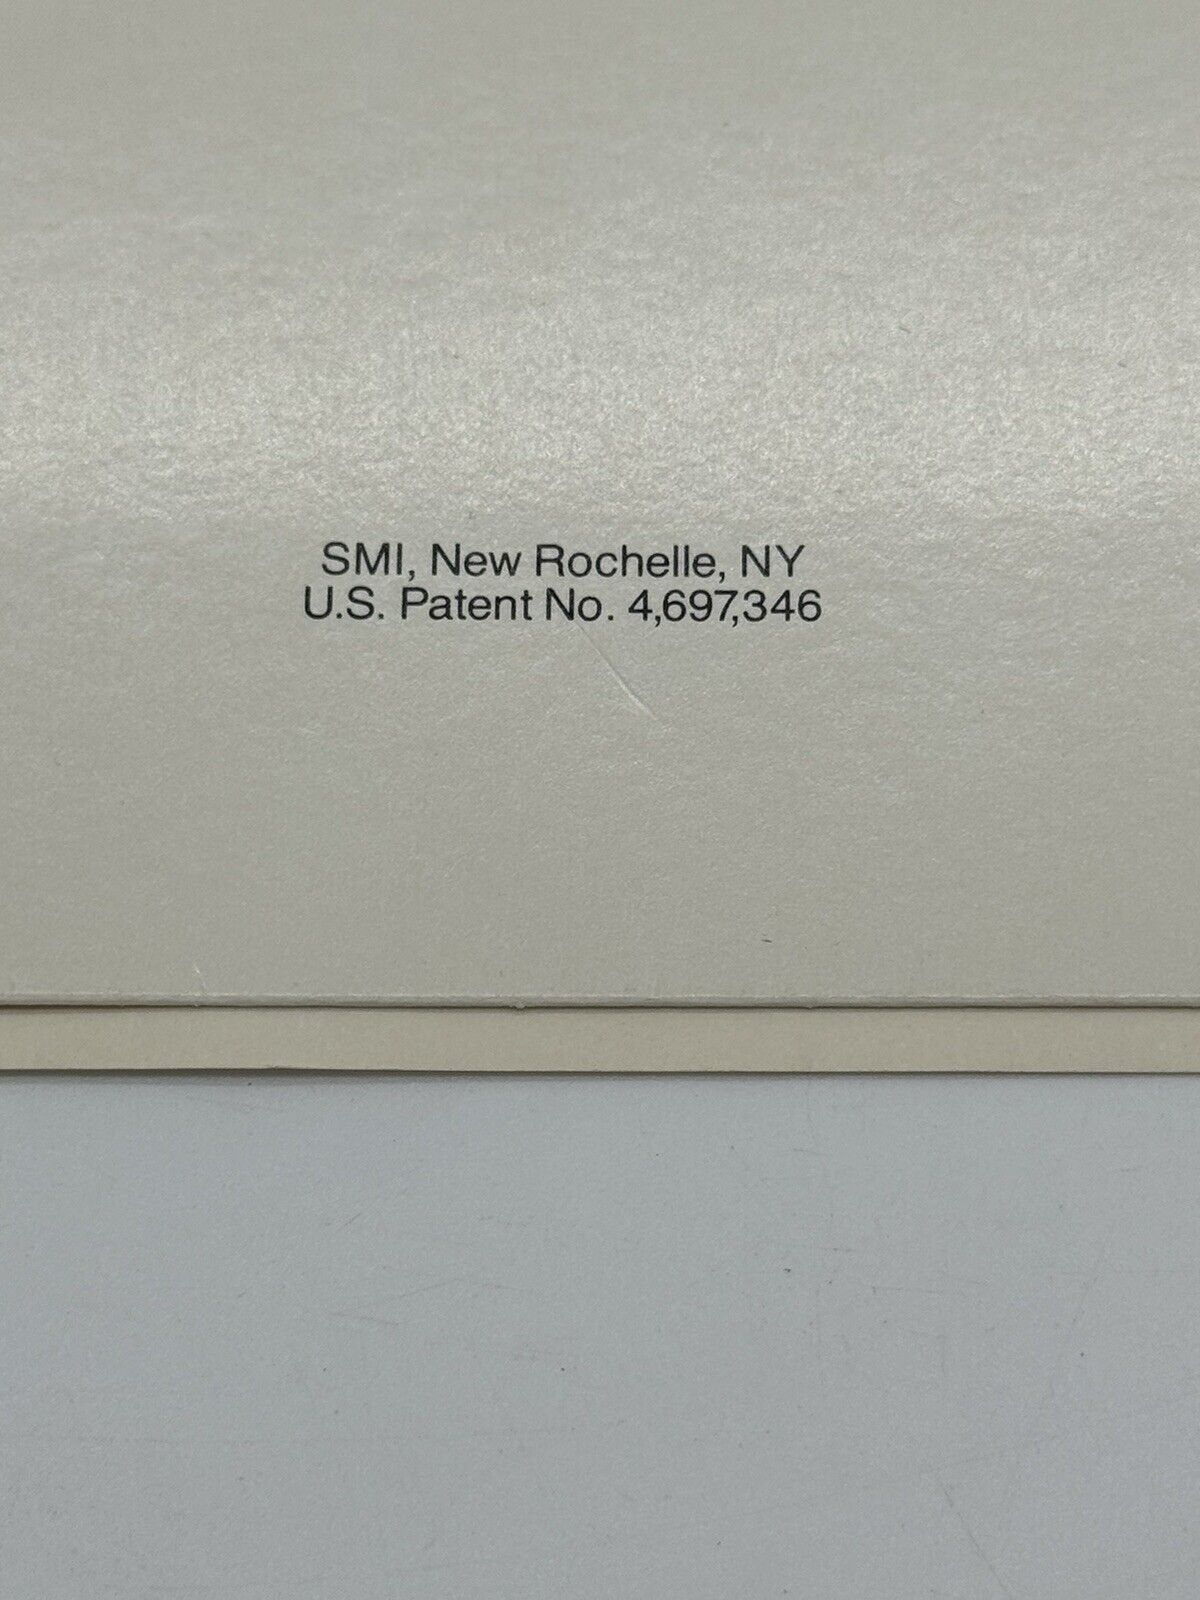 SMI, New Rochelle, NY
U.S. Patent No. 4,697,346